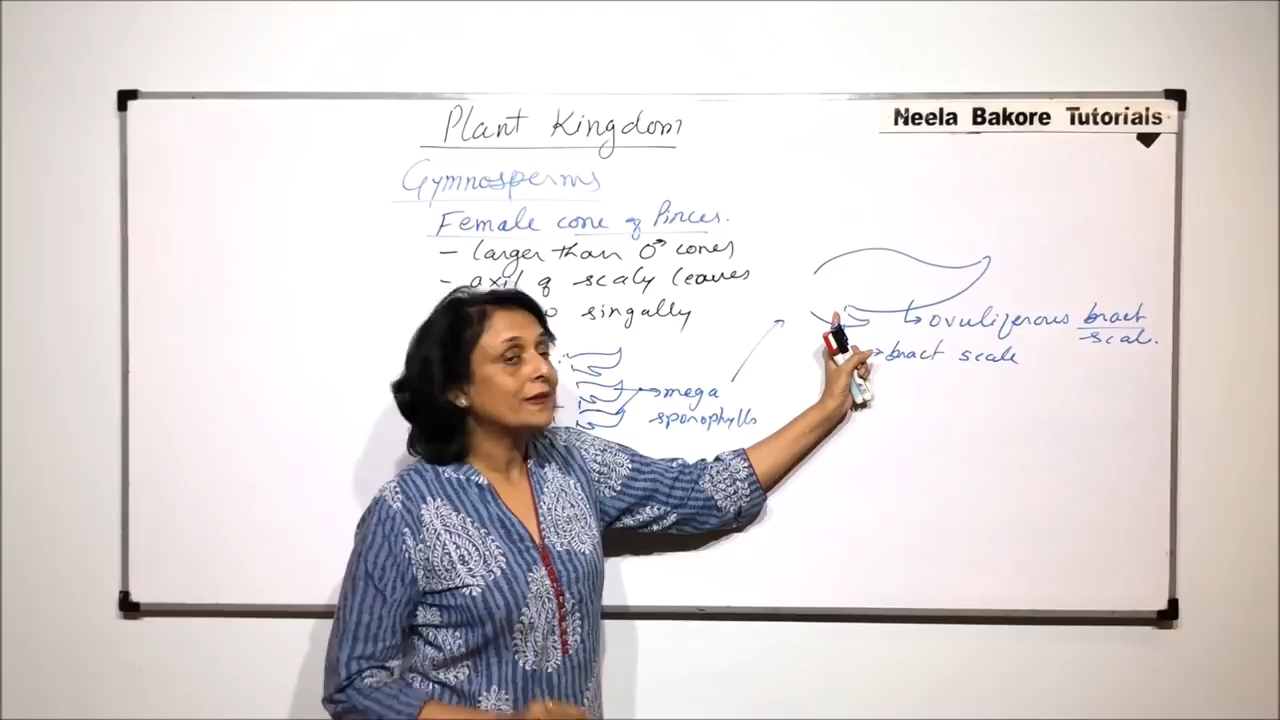 Plant Kingdom
Neela Bakore Tutorials
Gymnosperms
Female cone of Pinus.
- larger than ♂ cones
- axil of scaly leaves
singally
→ ovuliferous bract
scal.
→ bract scale
→ mega
sporophylls